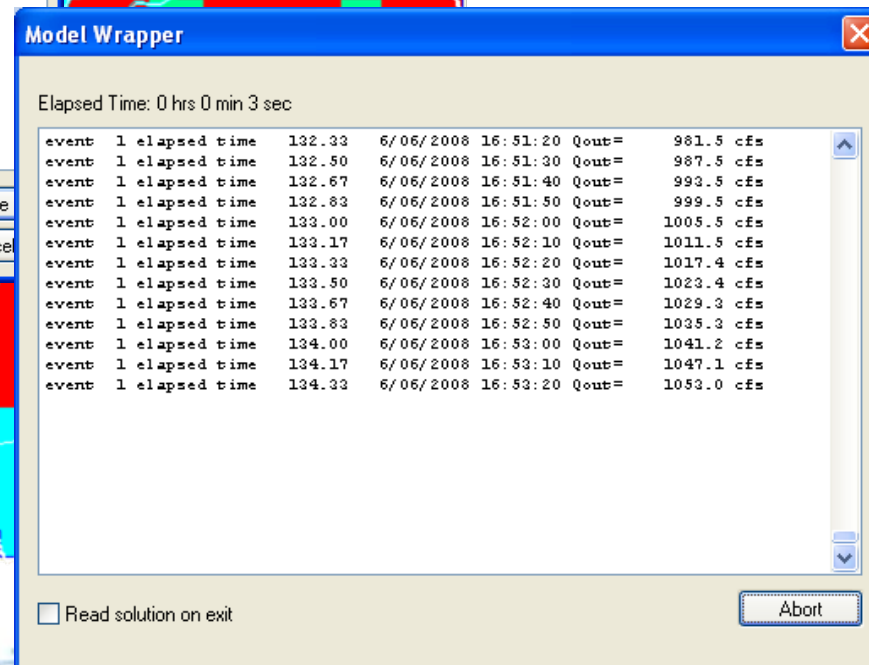 Model Wrapper
Elapsed Time: 0 hrs 0 min 3 sec
event 1 elapsed time 132.33 6/06/2008 16:51:20 Qout= 981.5 cfs
event 1 elapsed time 132.50 6/06/2008 16:51:30 Qout= 987.5 cfs
event 1 elapsed time 132.67 6/06/2008 16:51:40 Qout= 993.5 cfs
event 1 elapsed time 132.83 6/06/2008 16:51:50 Qout= 999.5 cfs
event 1 elapsed time 133.00 6/06/2008 16:52:00 Qout= 1005.5 cfs
event 1 elapsed time 133.17 6/06/2008 16:52:10 Qout= 1011.5 cfs
event 1 elapsed time 133.33 6/06/2008 16:52:20 Qout= 1017.4 cfs
event 1 elapsed time 133.50 6/06/2008 16:52:30 Qout= 1023.4 cfs
event 1 elapsed time 133.67 6/06/2008 16:52:40 Qout= 1029.3 cfs
event 1 elapsed time 133.83 6/06/2008 16:52:50 Qout= 1035.3 cfs
event 1 elapsed time 134.00 6/06/2008 16:53:00 Qout= 1041.2 cfs
event 1 elapsed time 134.17 6/06/2008 16:53:10 Qout= 1047.1 cfs
event 1 elapsed time 134.33 6/06/2008 16:53:20 Qout= 1053.0 cfs
Read solution on exit
Abort